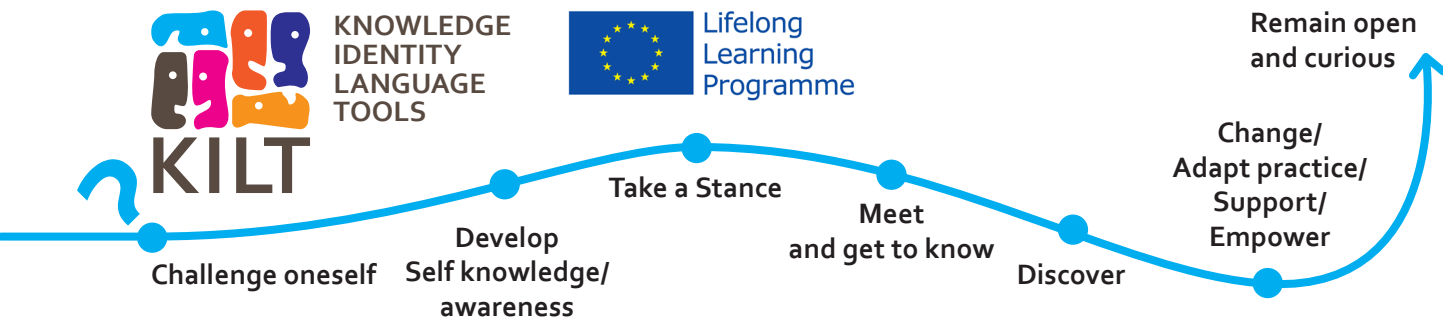 KNOWLEDGE
IDENTITY
LANGUAGE
TOOLS
KILT
Lifelong
Learning
Programme
?
Challenge oneself
Develop
Self knowledge/
awareness
Take a Stance
Meet
and get to know
Discover
Change/
Adapt practice/
Support/
Empower
Remain open
and curious